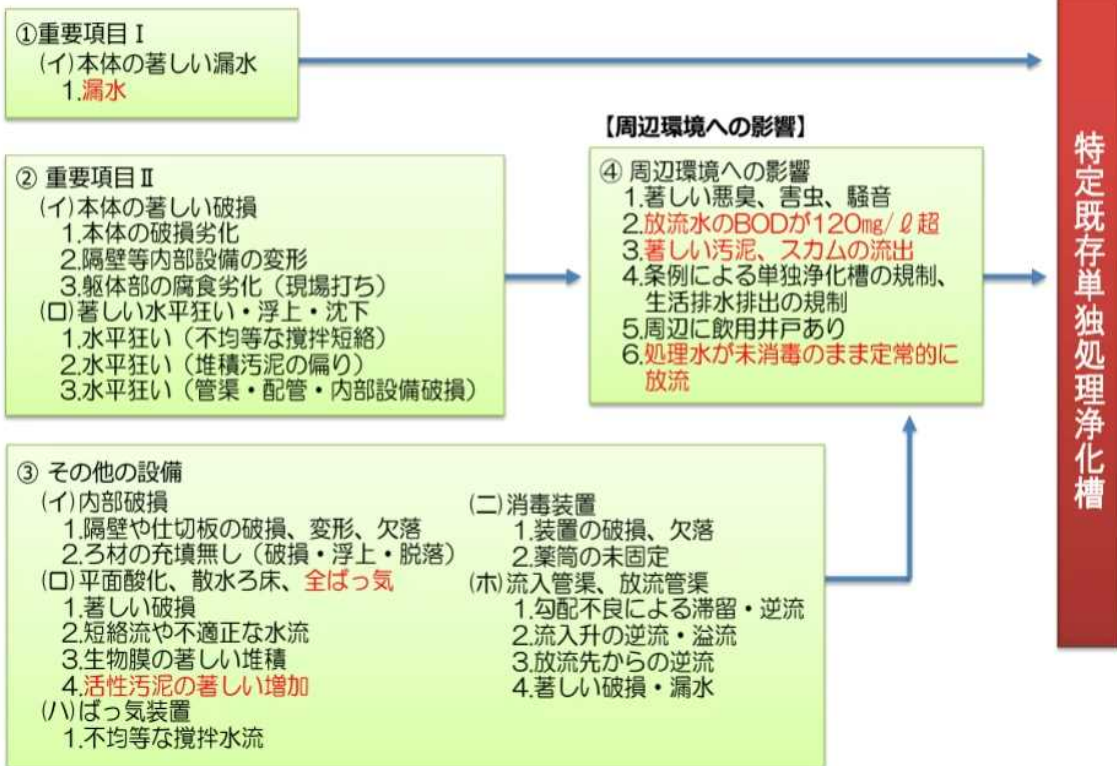 ①重要項目Ⅰ
(イ)本体の著しい漏水
1.漏水
② 重要項目Ⅱ
(イ)本体の著しい破損
1.本体の破損劣化
2.隔壁等内部設備の変形
3.躯体部の腐食劣化（現場打ち）
(ロ)著しい水平狂い・浮上・沈下
1.水平狂い（不均等な撹拌短絡）
2.水平狂い（堆積汚泥の偏り）
3.水平狂い（管渠・配管・内部設備破損）
【周辺環境への影響】
④ 周辺環境への影響
1.著しい悪臭、害虫、騒音
2.放流水のBODが120㎎/ℓ超
3.著しい汚泥、スカムの流出
4.条例による単独浄化槽の規制、
生活排水排出の規制
5.周辺に飲用井戸あり
6.処理水が未消毒のまま定常的に
放流
③ その他の設備
(イ)内部破損
1.隔壁や仕切板の破損、変形、欠落
2.ろ材の充填無し（破損・浮上・脱落）
(ロ)平面酸化、散水ろ床、全ばっ気
1.著しい破損
2.短絡流や不適正な水流
3.生物膜の著しい堆積
4.活性汚泥の著しい増加
(ハ)ばっ気装置
1.不均等な撹拌水流
(ニ)消毒装置
1.装置の破損、欠落
2.薬筒の未固定
(ホ)流入管渠、放流管渠
1.勾配不良による滞留・逆流
2.流入升の逆流・溢流
3.放流先からの逆流
4.著しい破損・漏水
特定既存単独処理浄化槽